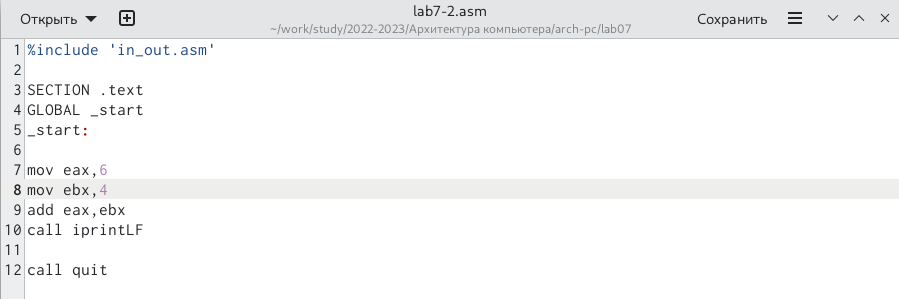 Открыть
lab7-2.asm
~/work/study/2022-2023/Архитектура компьютера/arch-pc/lab07
Сохранить
1 %include 'in_out.asm'
2
3 SECTION .text
4 GLOBAL _start
5 _start:
6
7 mov eax,6
8 mov ebx,4
9 add eax,ebx
10 call iprintLF
11
12 call quit